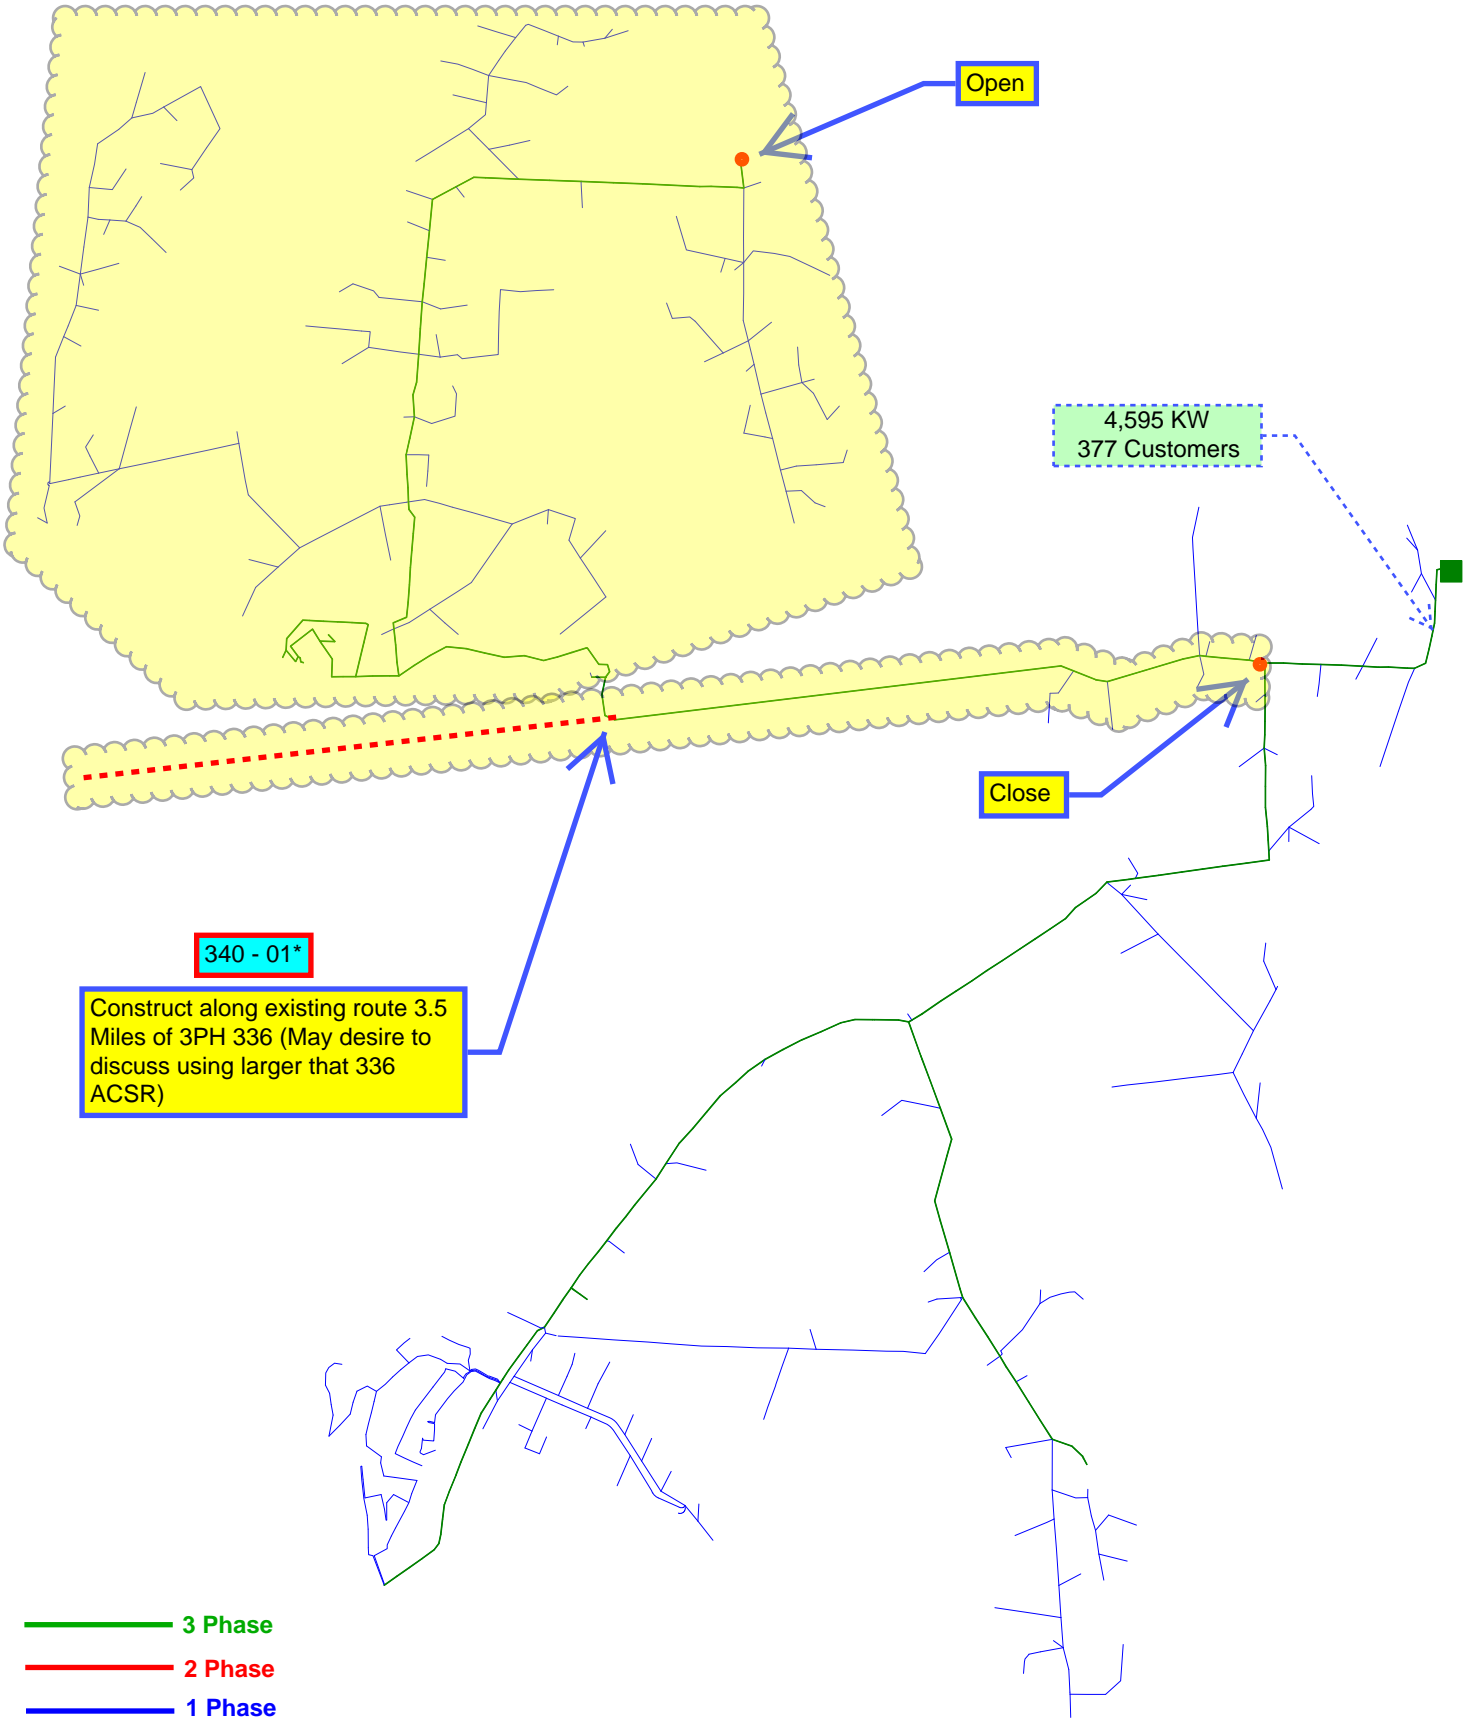 Open
4,595 KW
377 Customers
Close
340 - 01*
Construct along existing route 3.5
Miles of 3PH 336 (May desire to
discuss using larger that 336
ACSR)
3 Phase
2 Phase
1 Phase